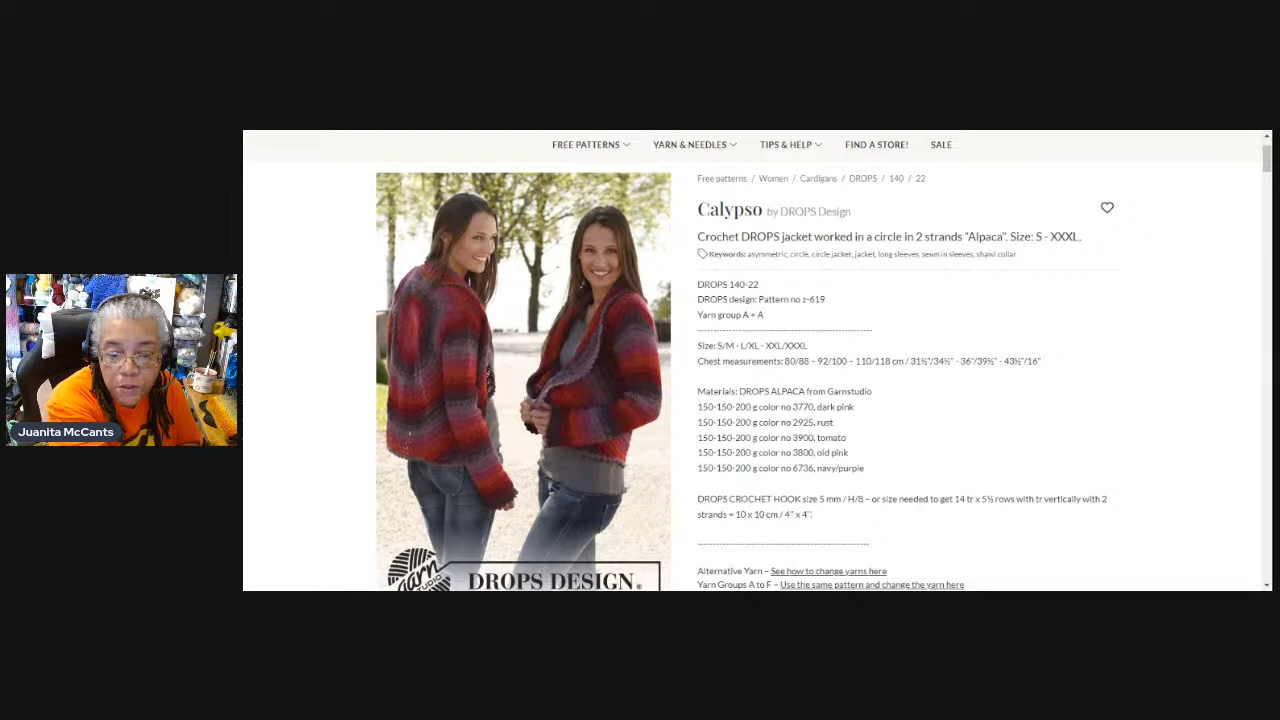 FREE PATTERNS
YARN & NEEDLES
TIPS & HELP
FIND A STORE!
SALE
Free patterns / Women / Cardigans / DROPS / 140 / 22
Calypso by DROPS Design
Crochet DROPS jacket worked in a circle in 2 strands "Alpaca". Size: S - XXXL.
Keywords: asymmetric, circle, circle jacket, jacket, long sleeves, sewn in sleeves, shawl collar
DROPS 140-22
DROPS design: Pattern no z-619
Yarn group A + A
-------------------------------------------------------
Size: S/M - L/XL - XXL/XXXL
Chest measurements: 80/88 – 92/100 – 110/118 cm / 31½"/34½" - 36"/39½" - 43½"/16"
Materials: DROPS ALPACA from Garnstudio
150-150-200 g color no 3770, dark pink
150-150-200 g color no 2925, rust
150-150-200 g color no 3900, tomato
150-150-200 g color no 3800, old pink
150-150-200 g color no 6736, navy/purple
DROPS CROCHET HOOK size 5 mm / H/8 – or size needed to get 14 tr x 5½ rows with tr vertically with 2
strands = 10 x 10 cm / 4" x 4".
-------------------------------------------------------
Alternative Yarn – See how to change yarns here
Yarn Groups A to F – Use the same pattern and change the yarn here
garn
STUDIO
DROPS DESIGN®
Juanita McCants